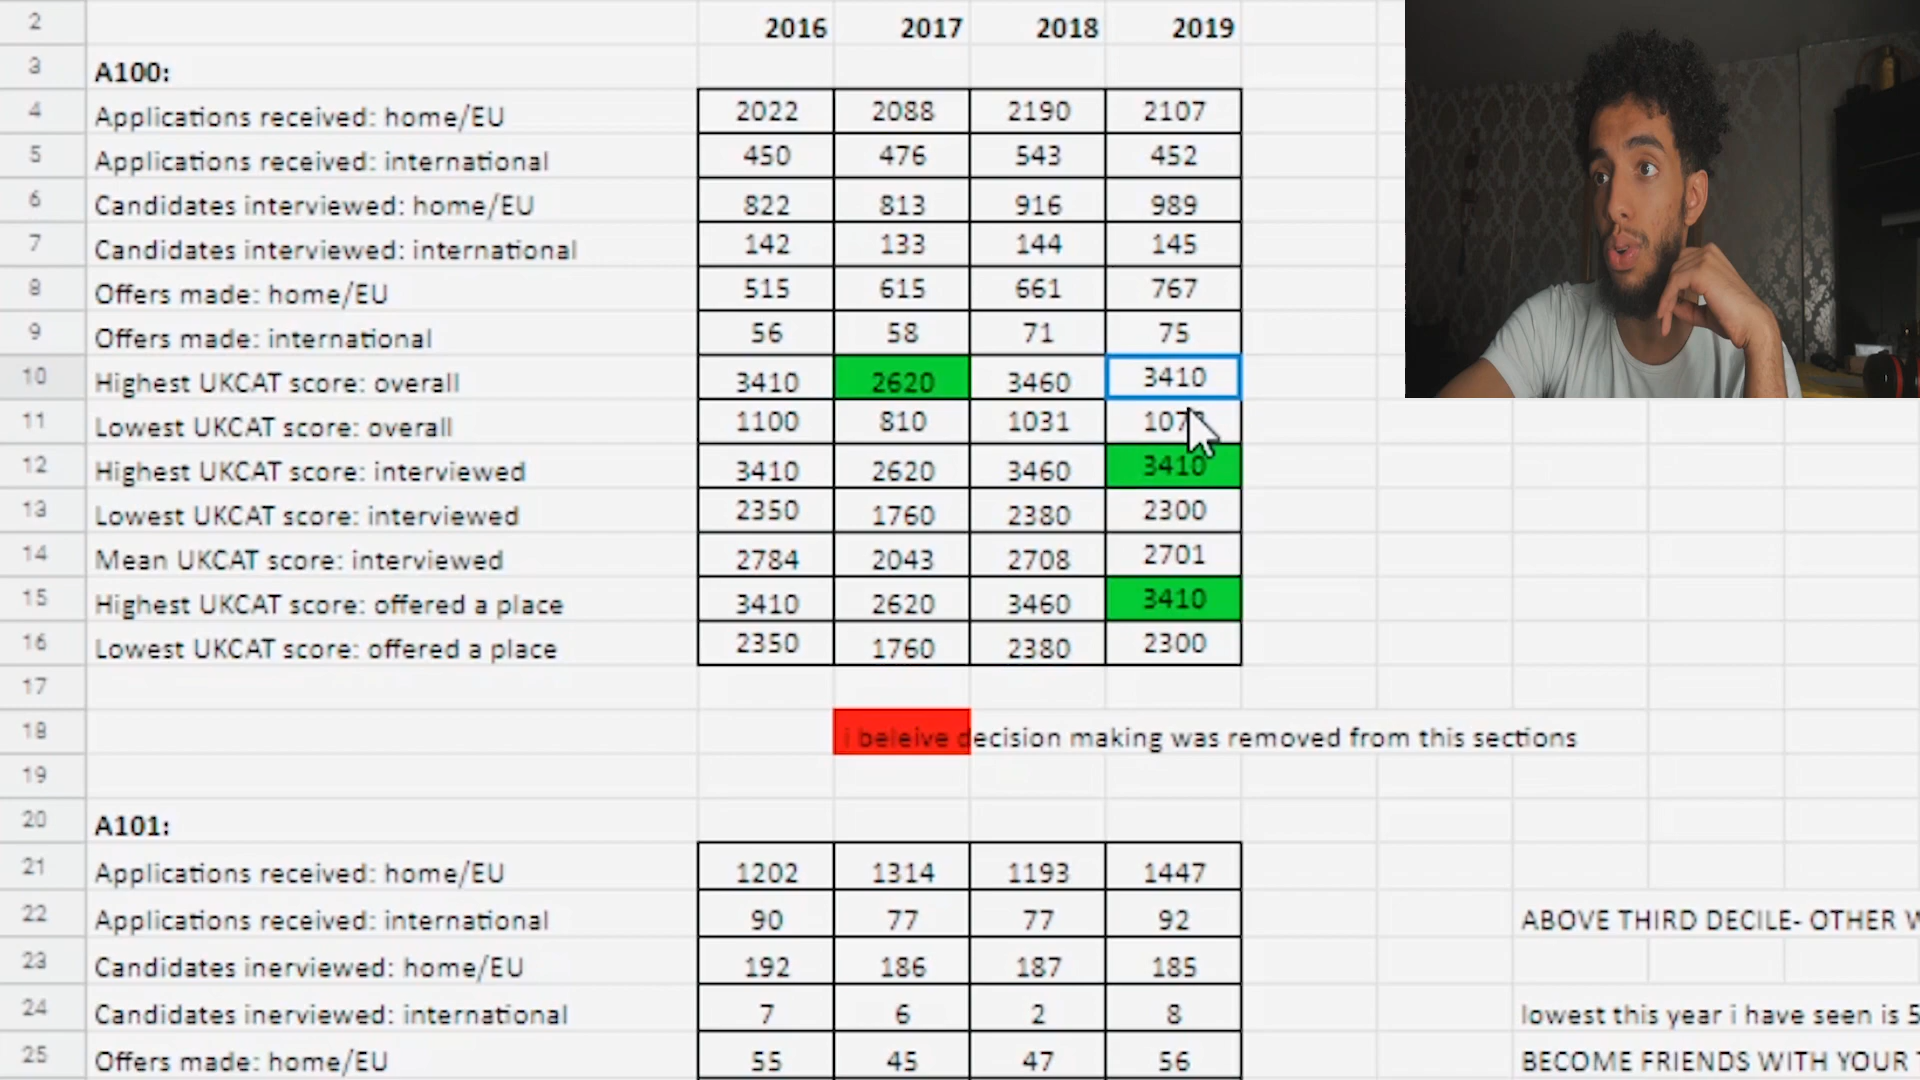 2 2016 2017 2018 2019
3 A100:
4 Applications received: home/EU 2022 2088 2190 2107
5 Applications received: international 450 476 543 452
6 Candidates interviewed: home/EU 822 813 916 989
7 Candidates interviewed: international 142 133 144 145
8 Offers made: home/EU 515 615 661 767
9 Offers made: international 56 58 71 75
10 Highest UKCAT score: overall 3410 2620 3460 3410
11 Lowest UKCAT score: overall 1100 810 1031
12 Highest UKCAT score: interviewed 3410 2620 3460 3410
13 Lowest UKCAT score: interviewed 2350 1760 2380 2300
14 Mean UKCAT score: interviewed 2784 2043 2708 2701
15 Highest UKCAT score: offered a place 3410 2620 3460 3410
16 Lowest UKCAT score: offered a place 2350 1760 2380 2300
17
18 i beleive decision making was removed from this sections
19
20 A101:
21 Applications received: home/EU 1202 1314 1193 1447
22 Applications received: international 90 77 77 92 ABOVE THIRD DECILE- OTHER
23 Candidates inerviewed: home/EU 192 186 187 185
24 Candidates inerviewed: international 7 6 2 8 lowest this year i have seen is 5
25 Offers made: home/EU 55 45 47 56 BECOME FRIENDS WITH YOUR